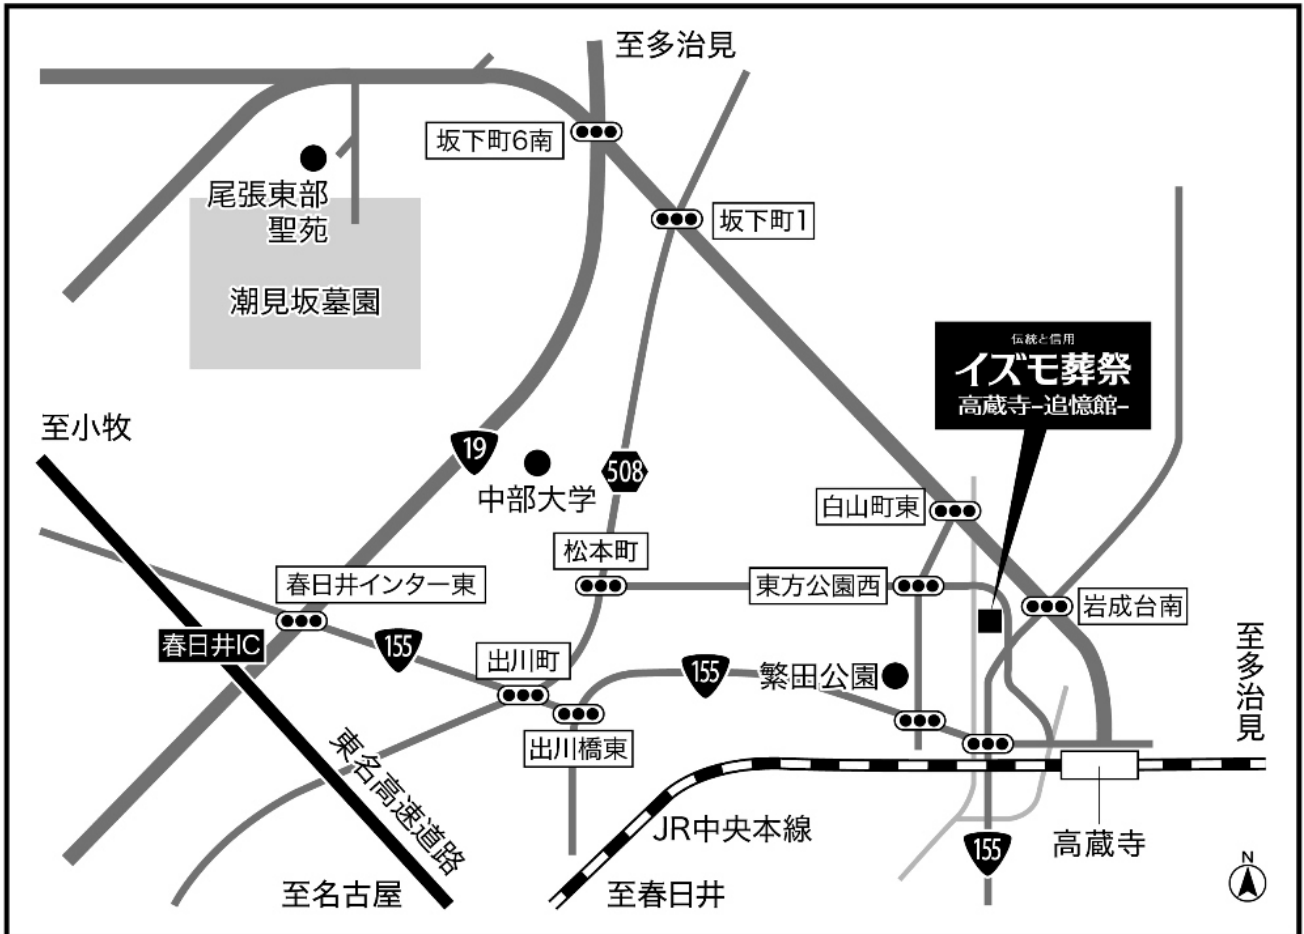 至多治見
坂下町6南
尾張東部
聖苑
坂下町1
潮見坂墓園
伝統と信用
イズモ葬祭
高蔵寺-追憶館-
至小牧
19
中部大学
508
白山町東
松本町
春日井インター東
東方公園西
岩成台南
春日井IC
155
出川町
155
繁田公園
至多治見
出川橋東
東名高速道路
JR中央本線
155
高蔵寺
N
至名古屋
至春日井